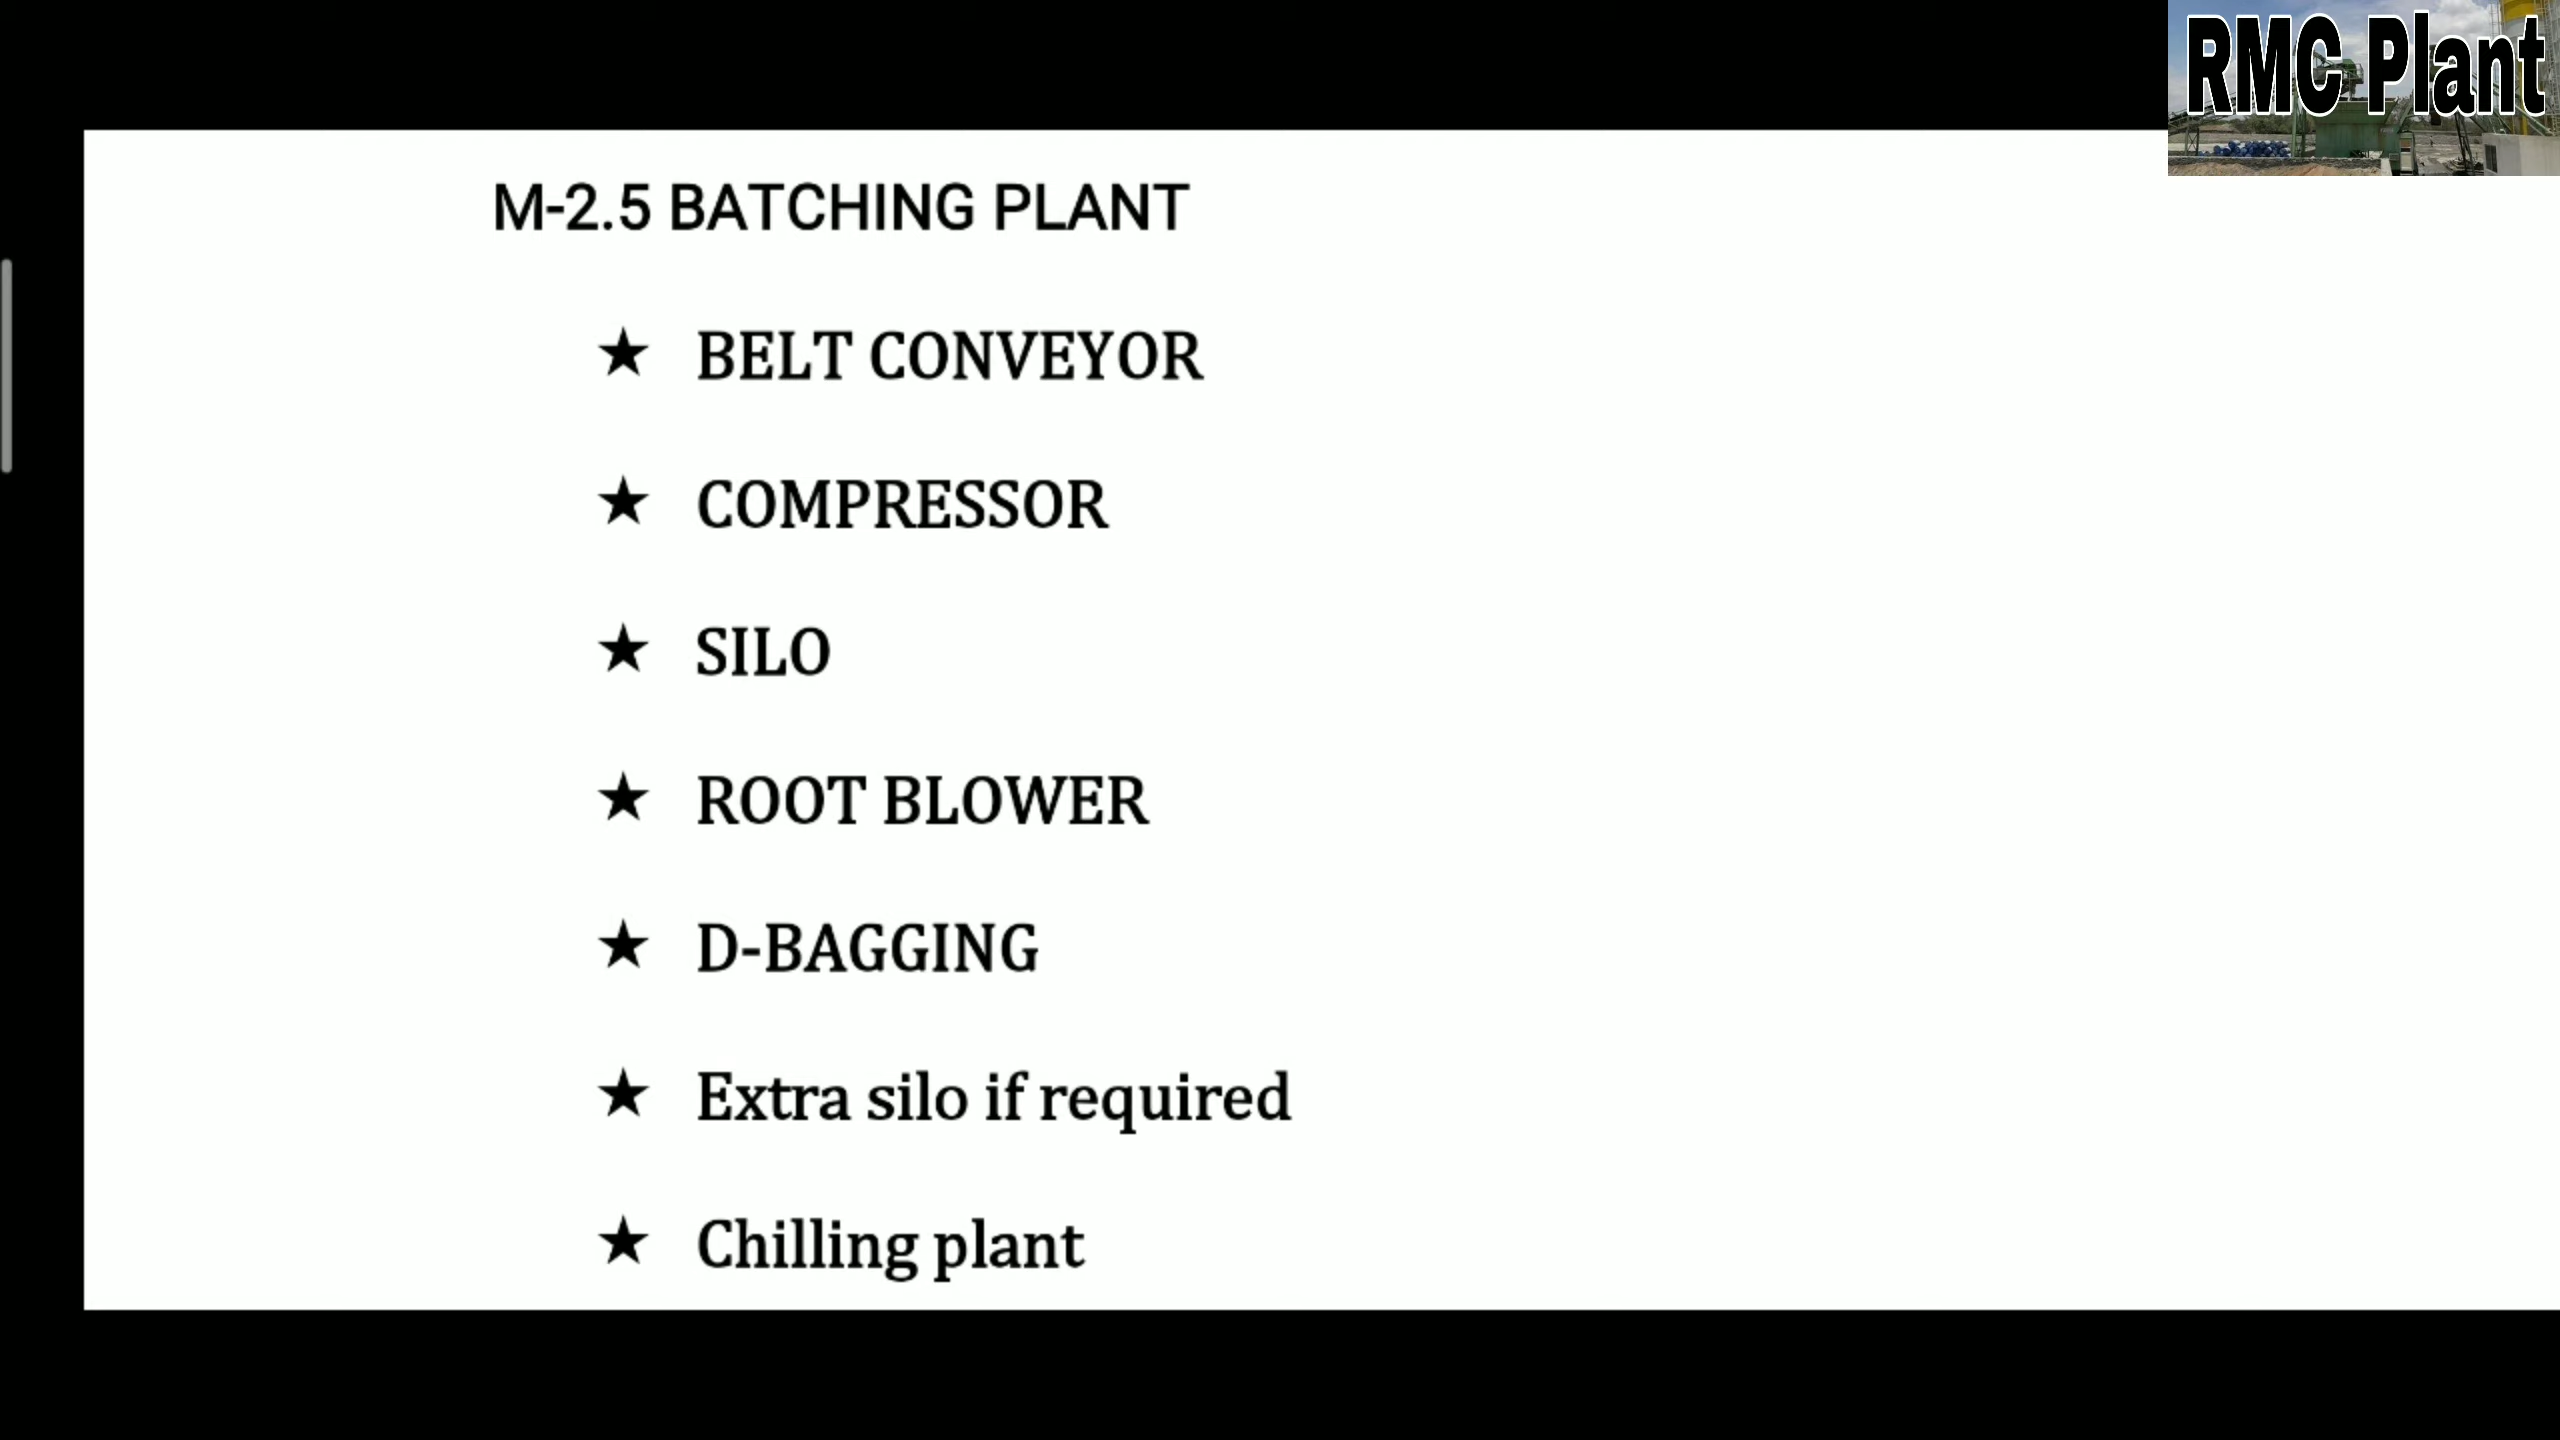 RMC Plant
M-2.5 BATCHING PLANT
★ BELT CONVEYOR
★ COMPRESSOR
★ SILO
★ ROOT BLOWER
★ D-BAGGING
★ Extra silo if required
★ Chilling plant